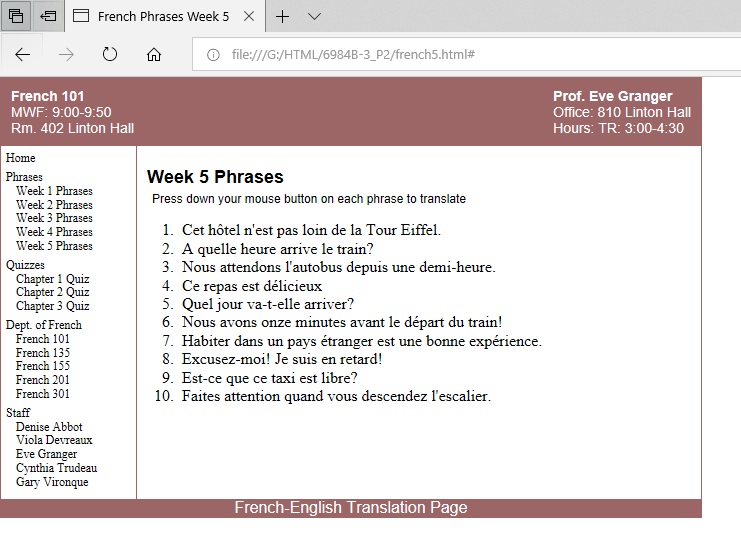 French Phrases Week 5
file:///G:/HTML/6984B-3_P2/french5.html#
French 101
MWF: 9:00-9:50
Rm. 402 Linton Hall
Prof. Eve Granger
Office: 810 Linton Hall
Hours: TR: 3:00-4:30
Home
Phrases
Week 1 Phrases
Week 2 Phrases
Week 3 Phrases
Week 4 Phrases
Week 5 Phrases
Quizzes
Chapter 1 Quiz
Chapter 2 Quiz
Chapter 3 Quiz
Dept. of French
French 101
French 135
French 155
French 201
French 301
Staff
Denise Abbot
Viola Devreaux
Eve Granger
Cynthia Trudeau
Gary Vironque
Week 5 Phrases
Press down your mouse button on each phrase to translate
1. Cet hôtel n'est pas loin de la Tour Eiffel.
2. A quelle heure arrive le train?
3. Nous attendons l'autobus depuis une demi-heure.
4. Ce repas est délicieux
5. Quel jour va-t-elle arriver?
6. Nous avons onze minutes avant le départ du train!
7. Habiter dans un pays étranger est une bonne expérience.
8. Excusez-moi! Je suis en retard!
9. Est-ce que ce taxi est libre?
10. Faites attention quand vous descendez l'escalier.
French-English Translation Page